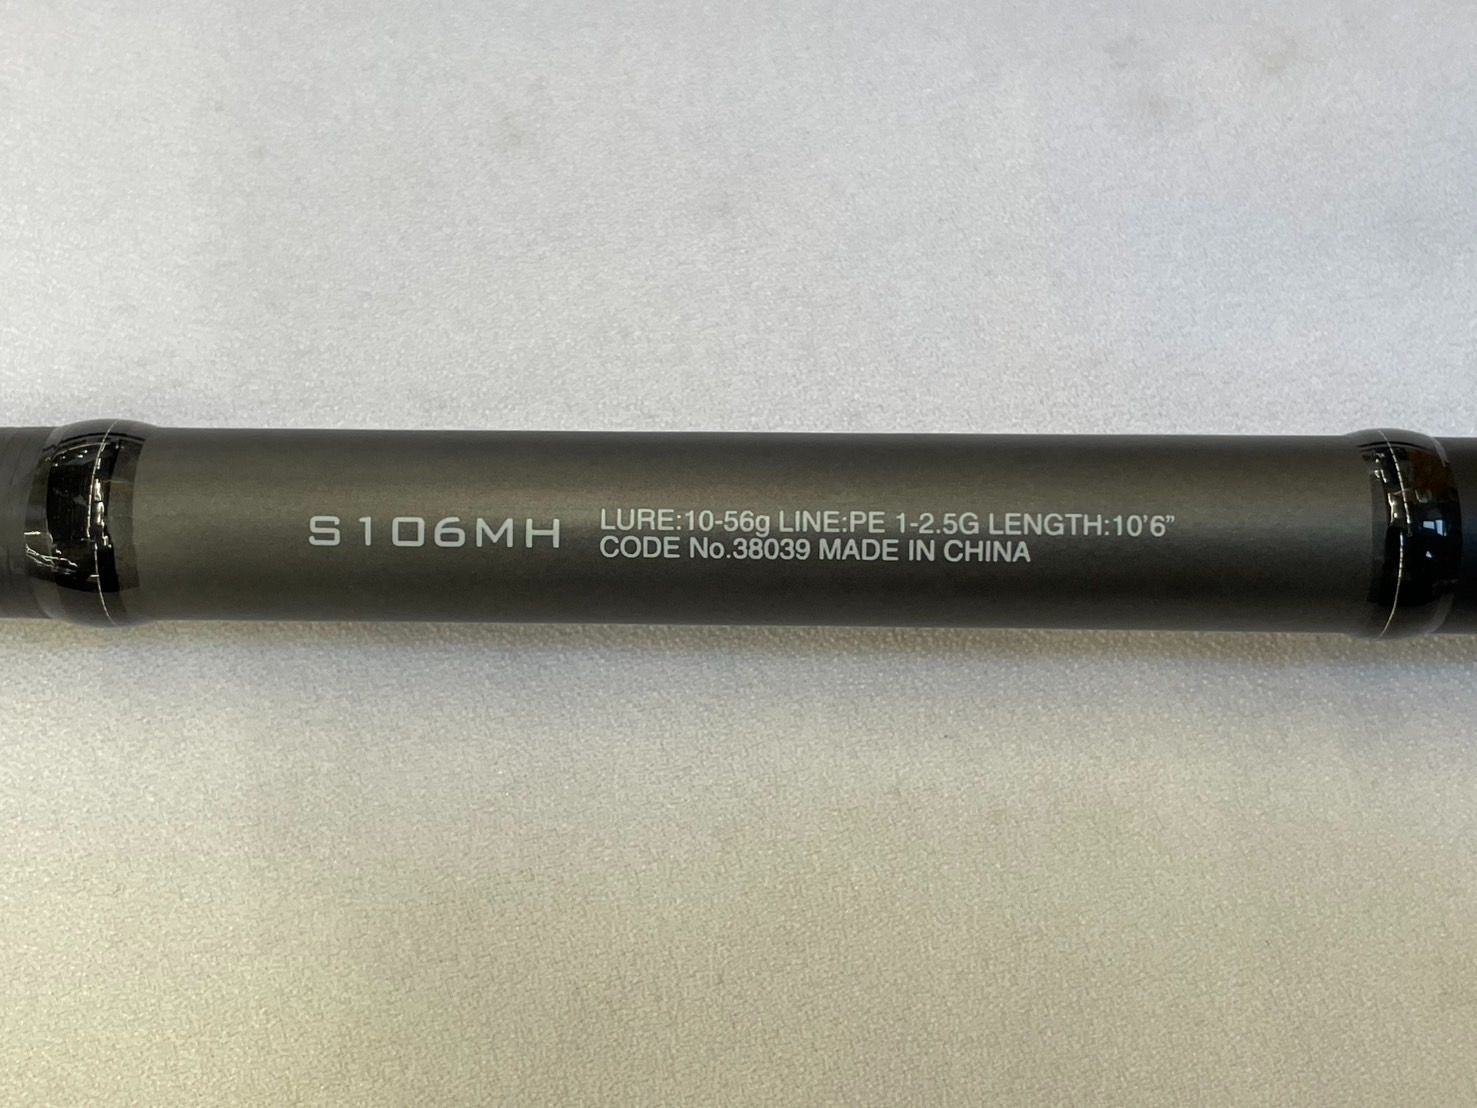 S106MH
LURE:10-56g LINE:PE 1-2.5G LENGTH:10'6"
CODE No.38039 MADE IN CHINA